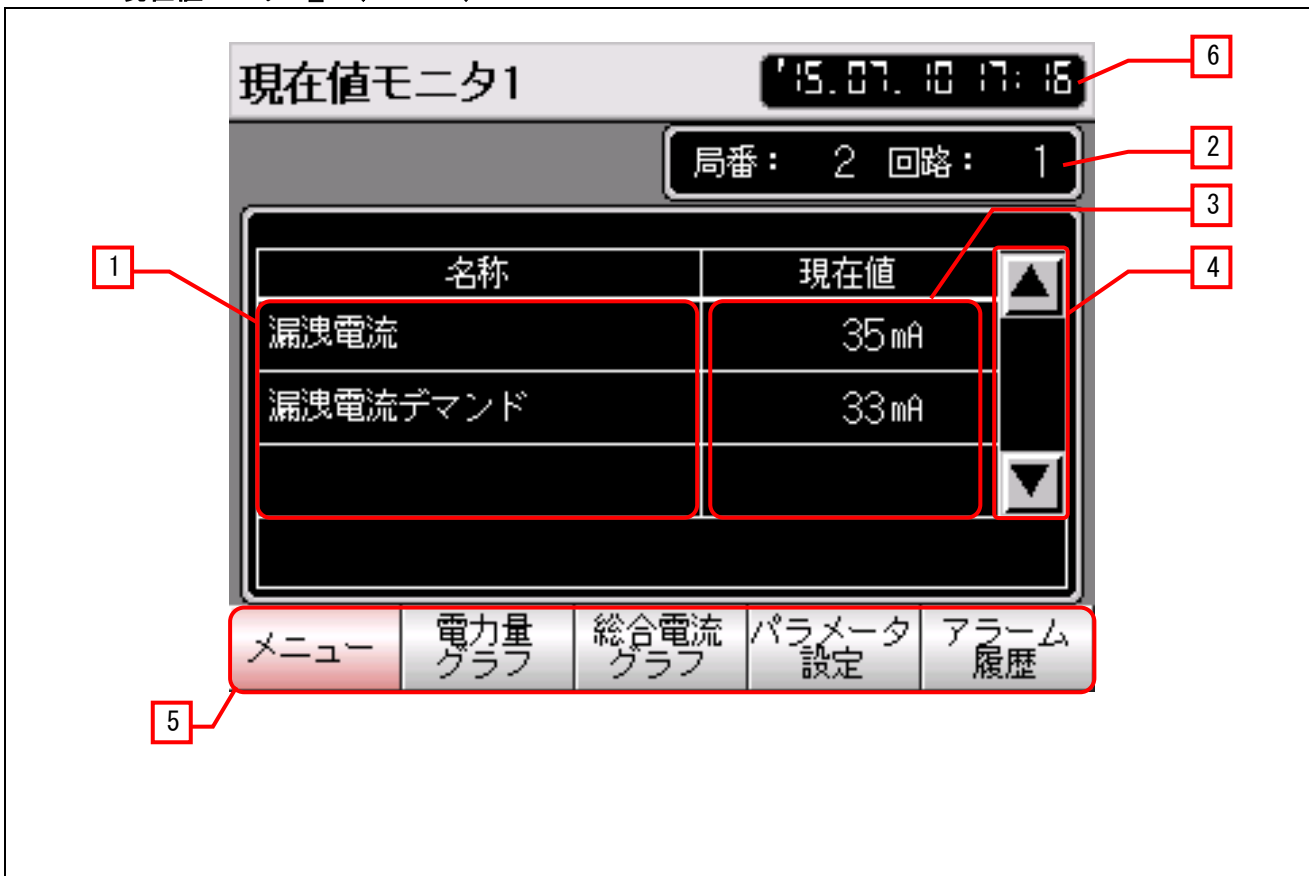 現在値モニタ1
'15.07.10 17:16
6
局番: 2 回路: 1
2
3
1
名称 現在値
4
漏洩電流 35mA
漏洩電流デマンド 33mA
メニュー 電力量グラフ 総合電流グラフ パラメータ設定 アラーム履歴
5